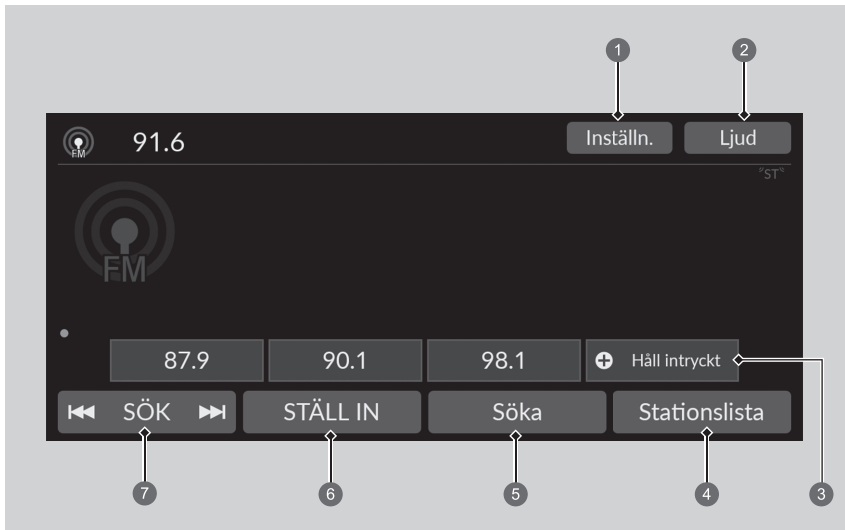 1 2
FM 91.6 Inställn. Ljud
"ST"
FM
87.9 90.1 98.1 Håll intryckt
SÖK STÄLL IN Söka Stationslista
7 6 5 4 3